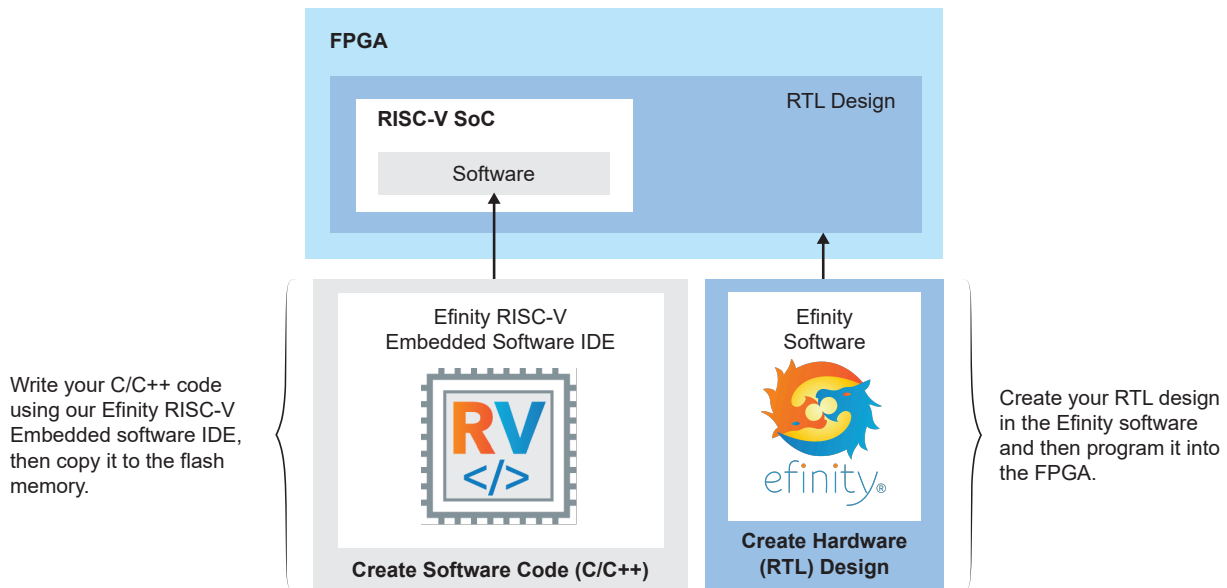 FPGA
RTL Design
RISC-V SoC
Software
Efinity RISC-V
Embedded Software IDE
RV
</>
Create Software Code (C/C++)
Efinity
Software
efinity®
Create Hardware
(RTL) Design
Write your C/C++ code
using our Efinity RISC-V
Embedded software IDE,
then copy it to the flash
memory.
Create your RTL design
in the Efinity software
and then program it into
the FPGA.